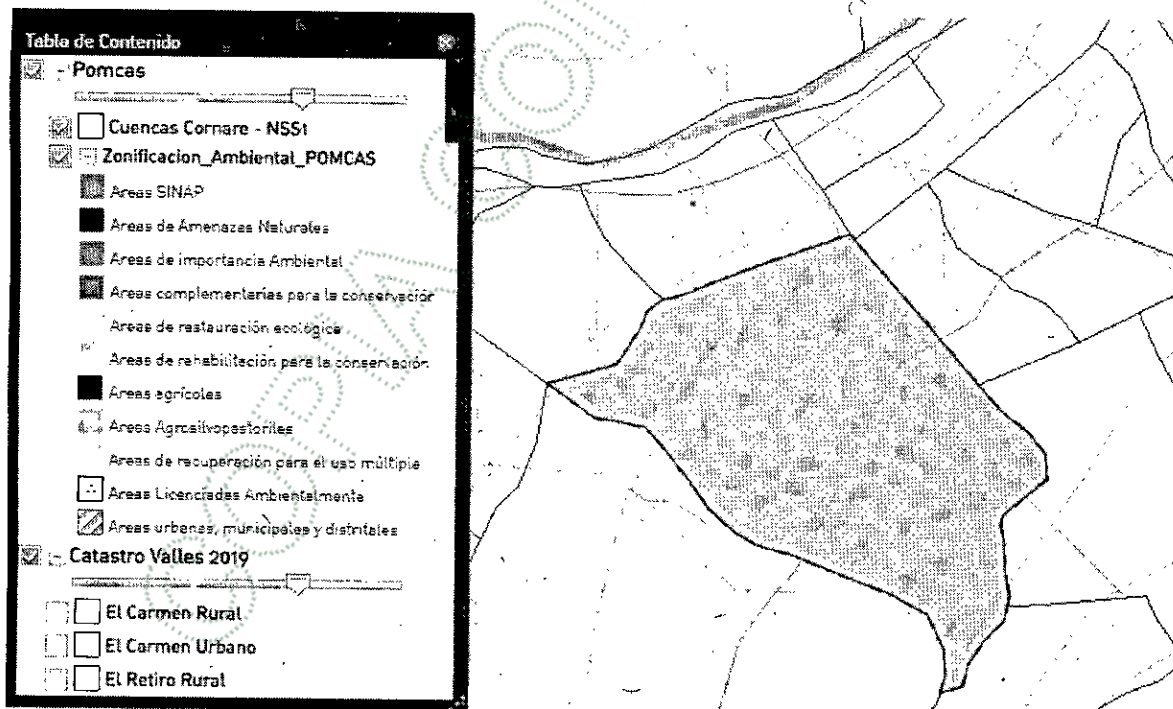 Tabla de Contenido
Pomcas
Cuencas Cornare - NSS1
Zonificacion_Ambiental_POMCAS
Areas SINAP
Areas de Amenazas Naturales
Areas de importancia Ambiental
Areas complementarias para la conservación
Areas de restauración ecológica
Areas de rehabilitación para la conservación
Areas agrícolas
Areas Agrosilvopastoriles
Areas de recuperación para el uso múltiple
Areas Licenciadas Ambientalmente
Areas urbanas, municipales y distritales
Catastro Valles 2019
El Carmen Rural
El Carmen Urbano
El Retiro Rural